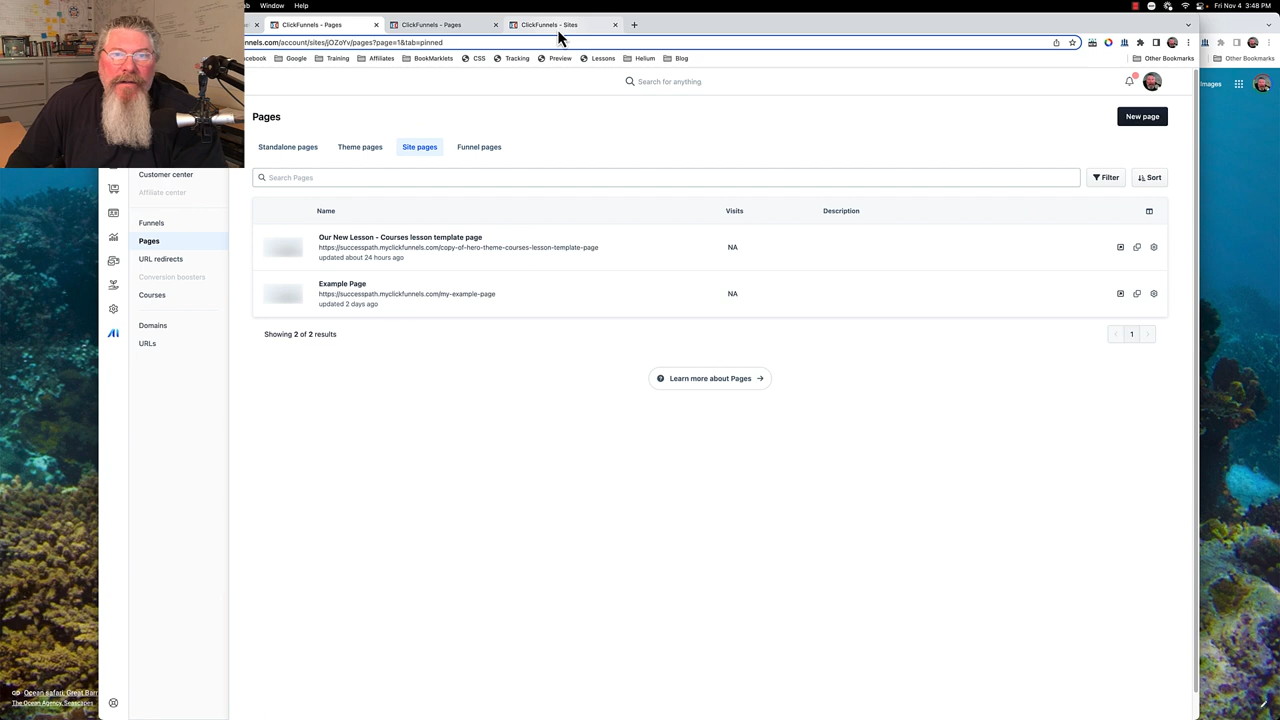 ab Window Help
Fri Nov 4 3:48 PM
ClickFunnels - Pages
ClickFunnels - Pages
ClickFunnels - Sites
nnels.com/account/sites/jOZoYv/pages?page=1&tab=pinned
cebook Google Training Affiliates BookMarklets CSS Tracking Preview Lessons Helium Blog Other Bookmarks Other Bookmarks
Search for anything
Images
Pages
New page
Standalone pages Theme pages Site pages Funnel pages
Customer center
Search Pages
Filter
Sort
Affiliate center
Name Visits Description
Funnels
Pages
URL redirects
Conversion boosters
Courses
Domains
URLs
Our New Lesson - Courses lesson template page
https://successpath.myclickfunnels.com/copy-of-hero-theme-courses-lesson-template-page
updated about 24 hours ago
NA
Example Page
https://successpath.myclickfunnels.com/my-example-page
updated 2 days ago
NA
Showing 2 of 2 results
1
Learn more about Pages
Ocean safari, Great Barr
The Ocean Agency, Seascapes